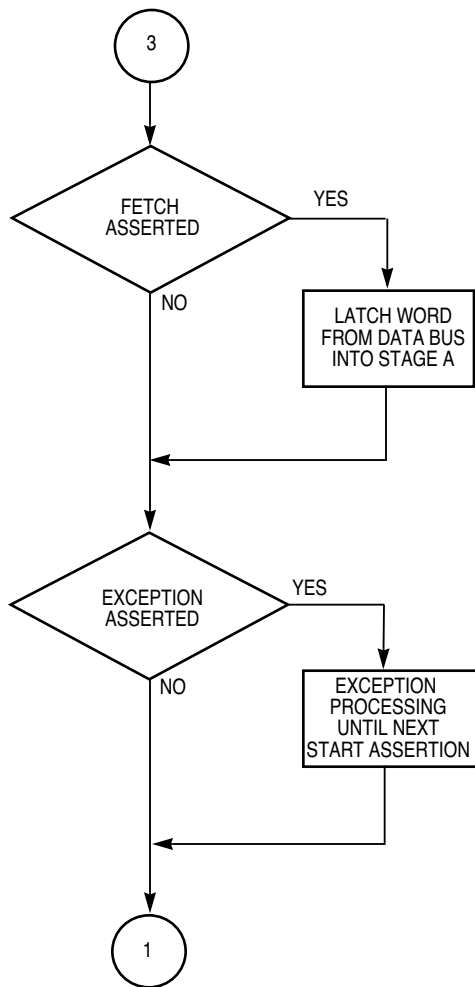 3
FETCH
ASSERTED
YES
NO
LATCH WORD
FROM DATA BUS
INTO STAGE A
EXCEPTION
ASSERTED
YES
NO
EXCEPTION
PROCESSING
UNTIL NEXT
START ASSERTION
1